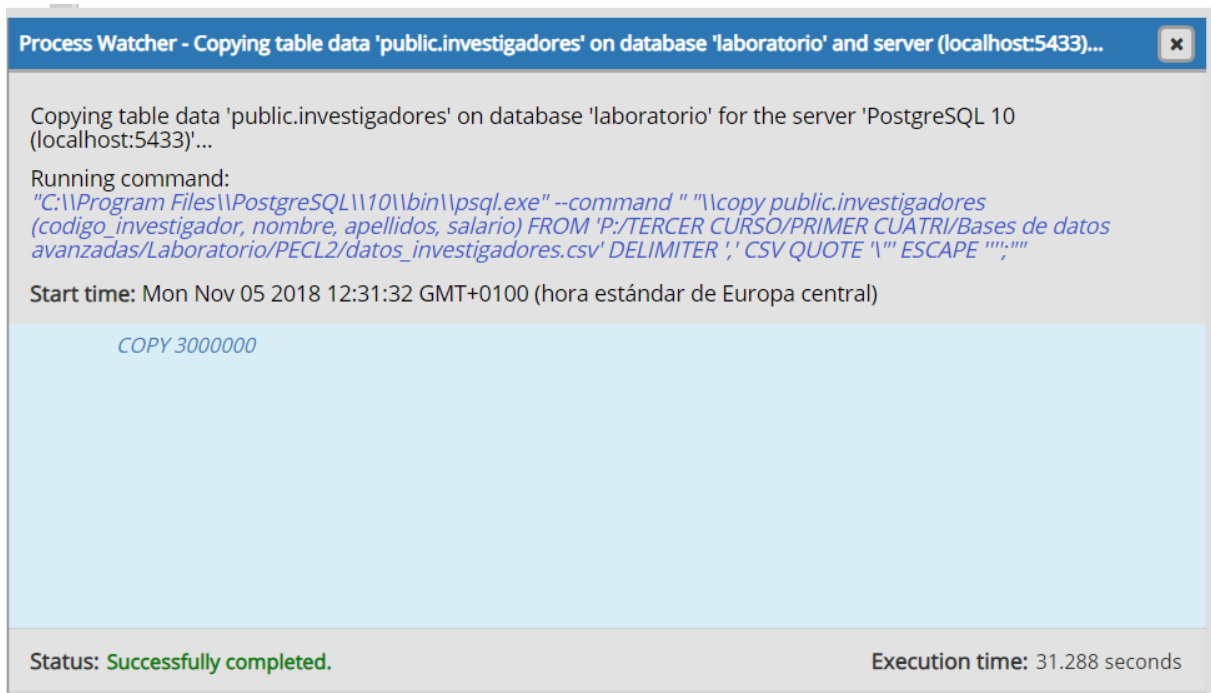 Process Watcher - Copying table data 'public.investigadores' on database 'laboratorio' and server (localhost:5433)...
Copying table data 'public.investigadores' on database 'laboratorio' for the server 'PostgreSQL 10
(localhost:5433)'...
Running command:
"C:\\Program Files\\PostgreSQL\\10\\bin\\psql.exe" --command " "\\copy public.investigadores
(codigo_investigador, nombre, apellidos, salario) FROM 'P:/TERCER CURSO/PRIMER CUATRI/Bases de datos
avanzadas/Laboratorio/PECL2/datos_investigadores.csv' DELIMITER ',' CSV QUOTE '\"' ESCAPE '''';""
Start time: Mon Nov 05 2018 12:31:32 GMT+0100 (hora estándar de Europa central)
COPY 3000000
Status: Successfully completed.
Execution time: 31.288 seconds